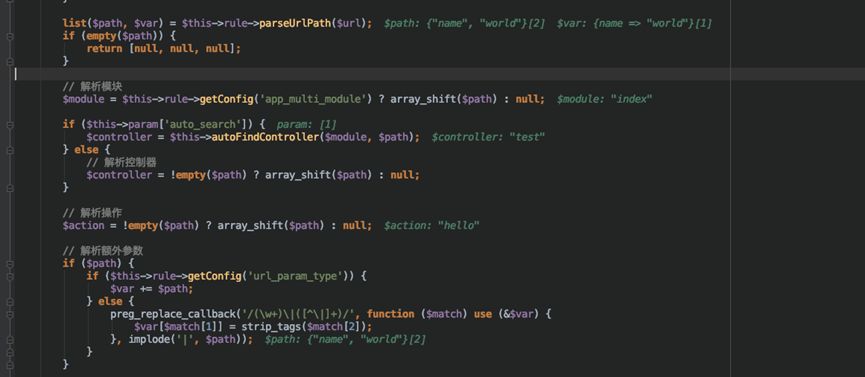 }
list($path, $var) = $this->rule->parseUrlPath($url);  $path: {"name", "world"}[2]  $var: {name => "world"}[1]
if (empty($path)) {
return [null, null, null];
}
// 解析模块
$module = $this->rule->getConfig('app_multi_module') ? array_shift($path) : null;  $module: "index"
if ($this->param['auto_search']) {  param: [1]
$controller = $this->autoFindController($module, $path);  $controller: "test"
} else {
// 解析控制器
$controller = !empty($path) ? array_shift($path) : null;
}
// 解析操作
$action = !empty($path) ? array_shift($path) : null;  $action: "hello"
// 解析额外参数
if ($path) {
if ($this->rule->getConfig('url_param_type')) {
$var += $path;
} else {
preg_replace_callback('/(\w+)\|([^\|]+)/', function ($match) use (&$var) {
$var[$match[1]] = strip_tags($match[2]);
}, implode('|', $path));  $path: {"name", "world"}[2]
}
}